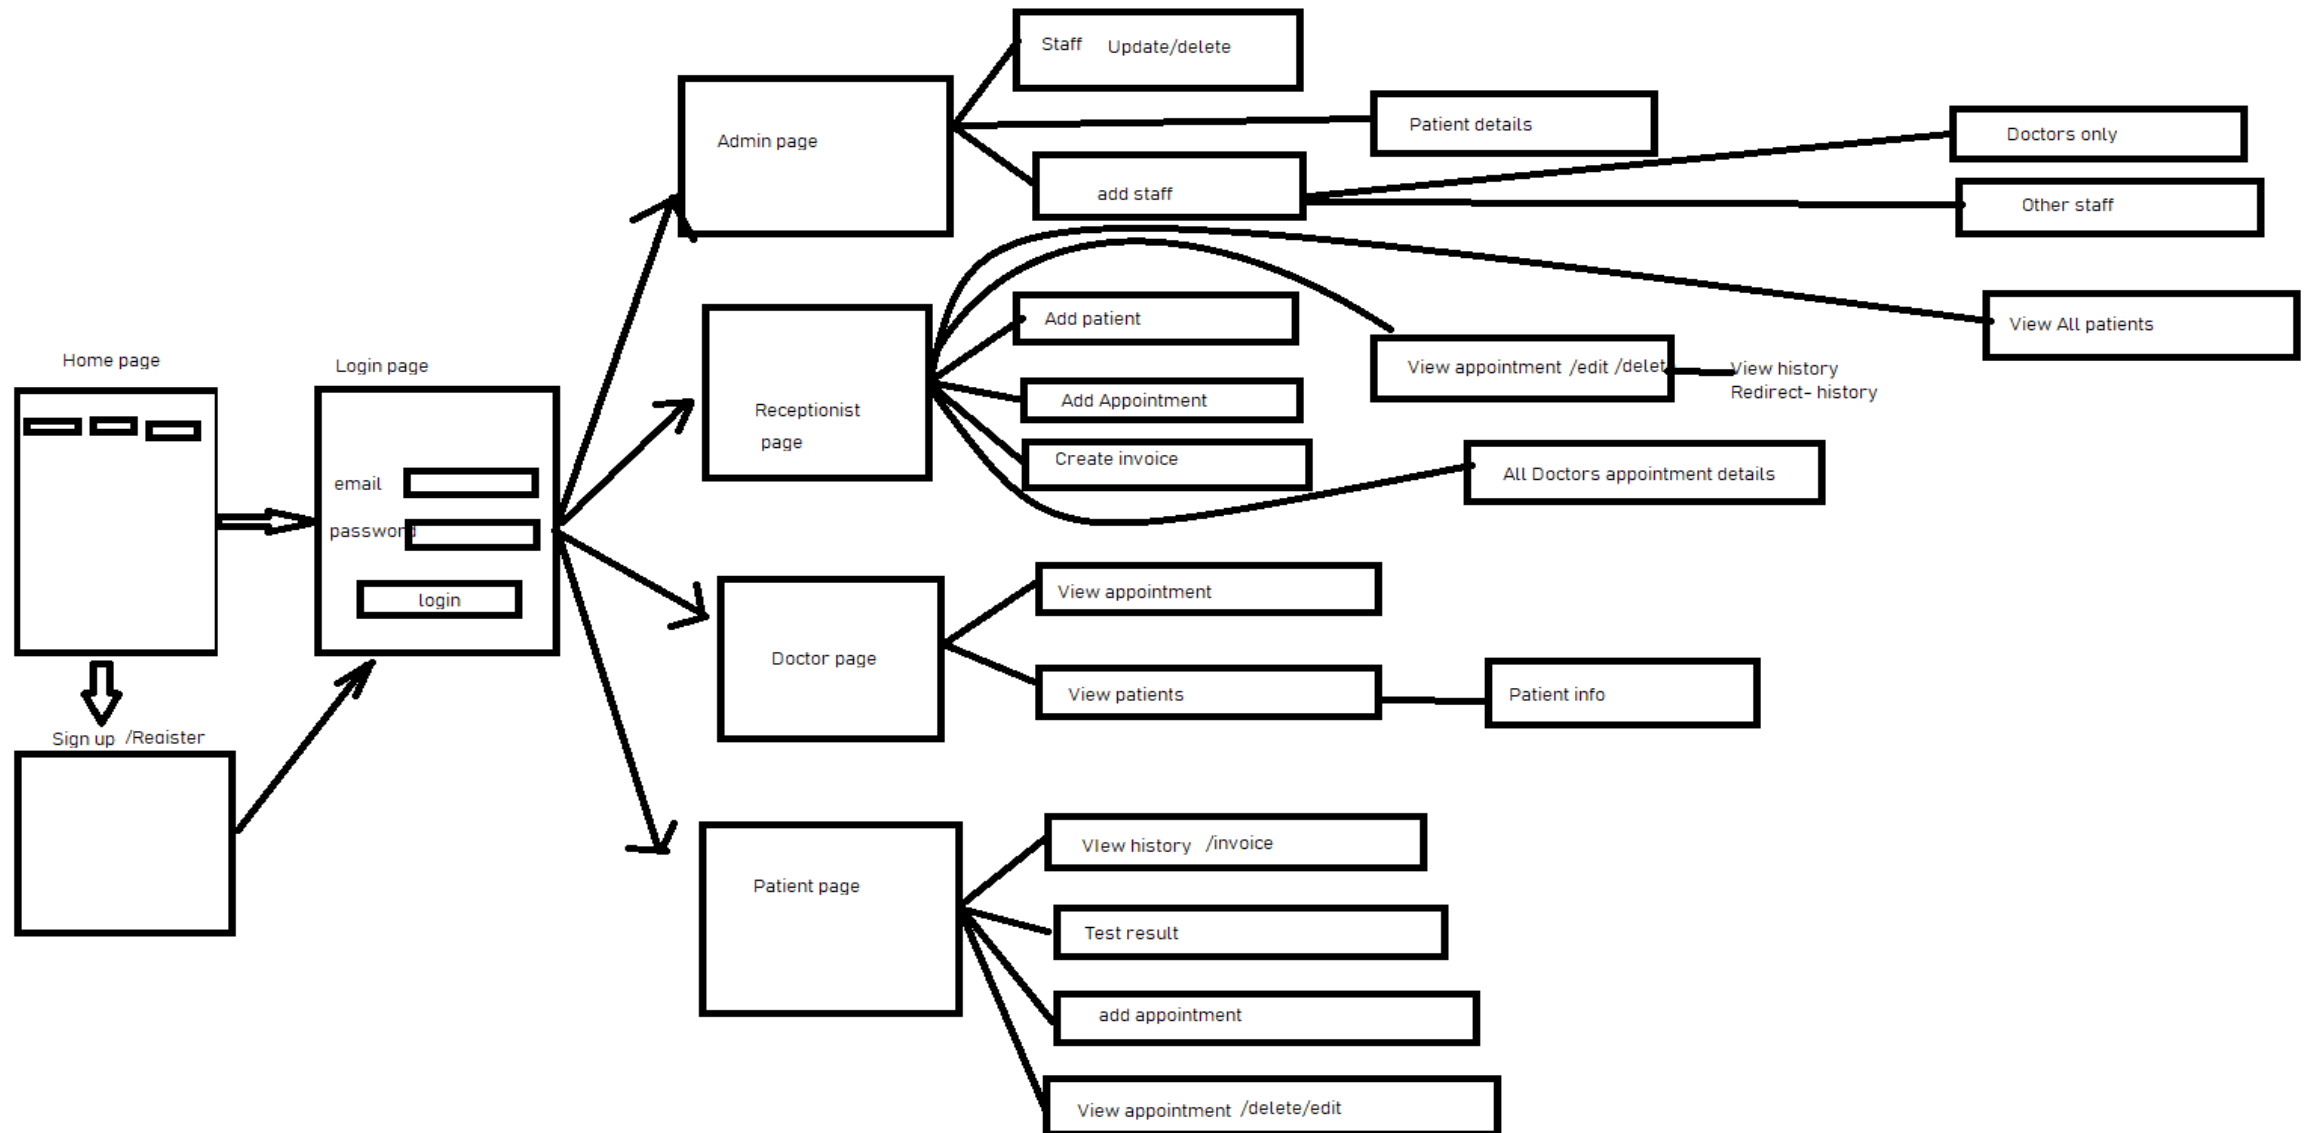 Staff Update/delete
Admin page
Patient details
Doctors only
add staff
Other staff
Add patient
View All patients
Home page
Login page
View appointment /edit /delet
View history
Redirect- history
Receptionist
page
Add Appointment
Create invoice
All Doctors appointment details
email
password
login
View appointment
Doctor page
View patients
Patient info
Sign up /Register
VIew history /invoice
Patient page
Test result
add appointment
View appointment /delete/edit